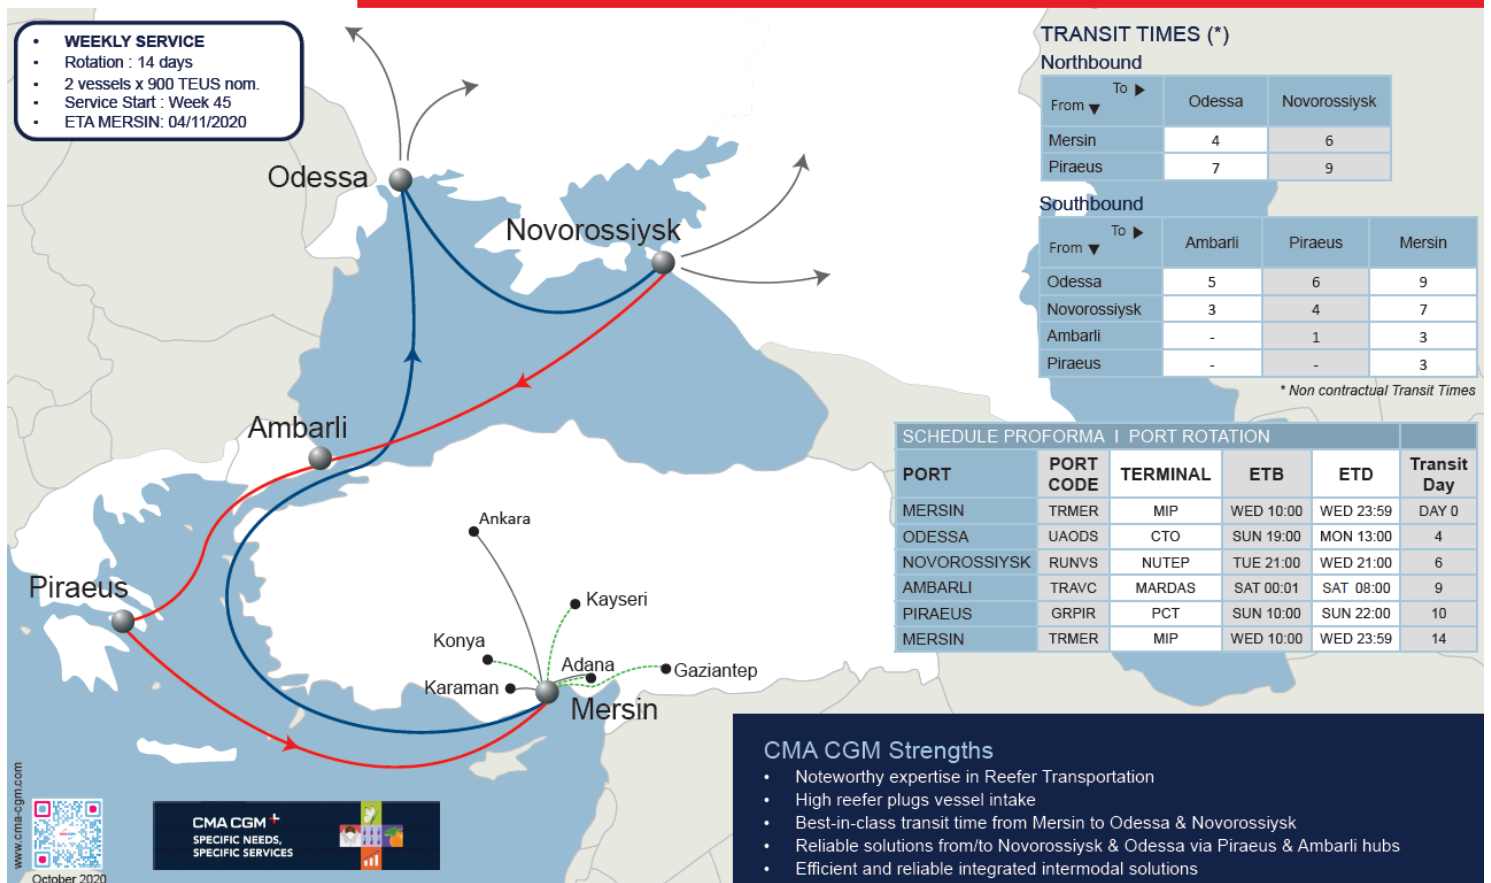 • WEEKLY SERVICE
• Rotation : 14 days
• 2 vessels x 900 TEUS nom.
• Service Start : Week 45
• ETA MERSIN: 04/11/2020
Odessa
Novorossiysk
Ambarli
Piraeus
Ankara
Kayseri
Konya
Adana
Gaziantep
Karaman
Mersin
TRANSIT TIMES (*)
Northbound
To ▶
From ▼ Odessa Novorossiysk
Mersin 4 6
Piraeus 7 9
Southbound
To ▶
From ▼ Ambarli Piraeus Mersin
Odessa 5 6 9
Novorossiysk 3 4 7
Ambarli - 1 3
Piraeus - - 3
* Non contractual Transit Times
SCHEDULE PROFORMA I PORT ROTATION
PORT PORT CODE TERMINAL ETB ETD Transit Day
MERSIN TRMER MIP WED 10:00 WED 23:59 DAY 0
ODESSA UAODS CTO SUN 19:00 MON 13:00 4
NOVOROSSIYSK RUNVS NUTEP TUE 21:00 WED 21:00 6
AMBARLI TRAVC MARDAS SAT 00:01 SAT 08:00 9
PIRAEUS GRPIR PCT SUN 10:00 SUN 22:00 10
MERSIN TRMER MIP WED 10:00 WED 23:59 14
CMA CGM Strengths
• Noteworthy expertise in Reefer Transportation
• High reefer plugs vessel intake
• Best-in-class transit time from Mersin to Odessa & Novorossiysk
• Reliable solutions from/to Novorossiysk & Odessa via Piraeus & Ambarli hubs
• Efficient and reliable integrated intermodal solutions
www.cma-cgm.com
October 2020
CMA CGM +
SPECIFIC NEEDS,
SPECIFIC SERVICES